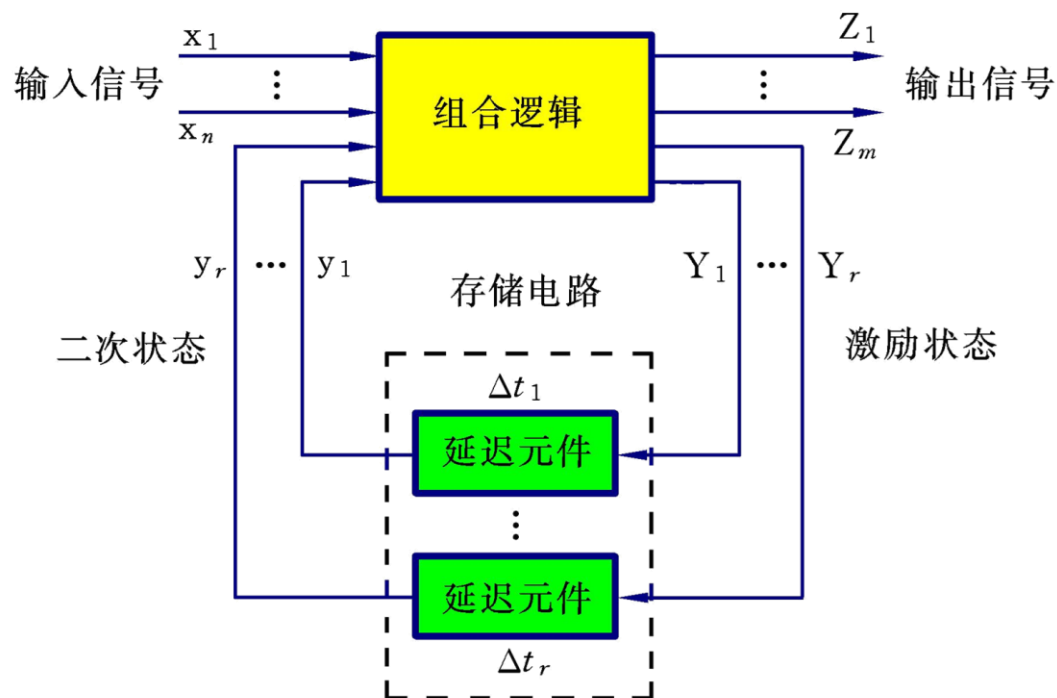 x1
Z1
输入信号
⋮
组合逻辑
⋮
输出信号
xn
Zm
yr … y1
Y1 … Yr
存储电路
二次状态
激励状态
Δt1
延迟元件
⋮
延迟元件
Δtr